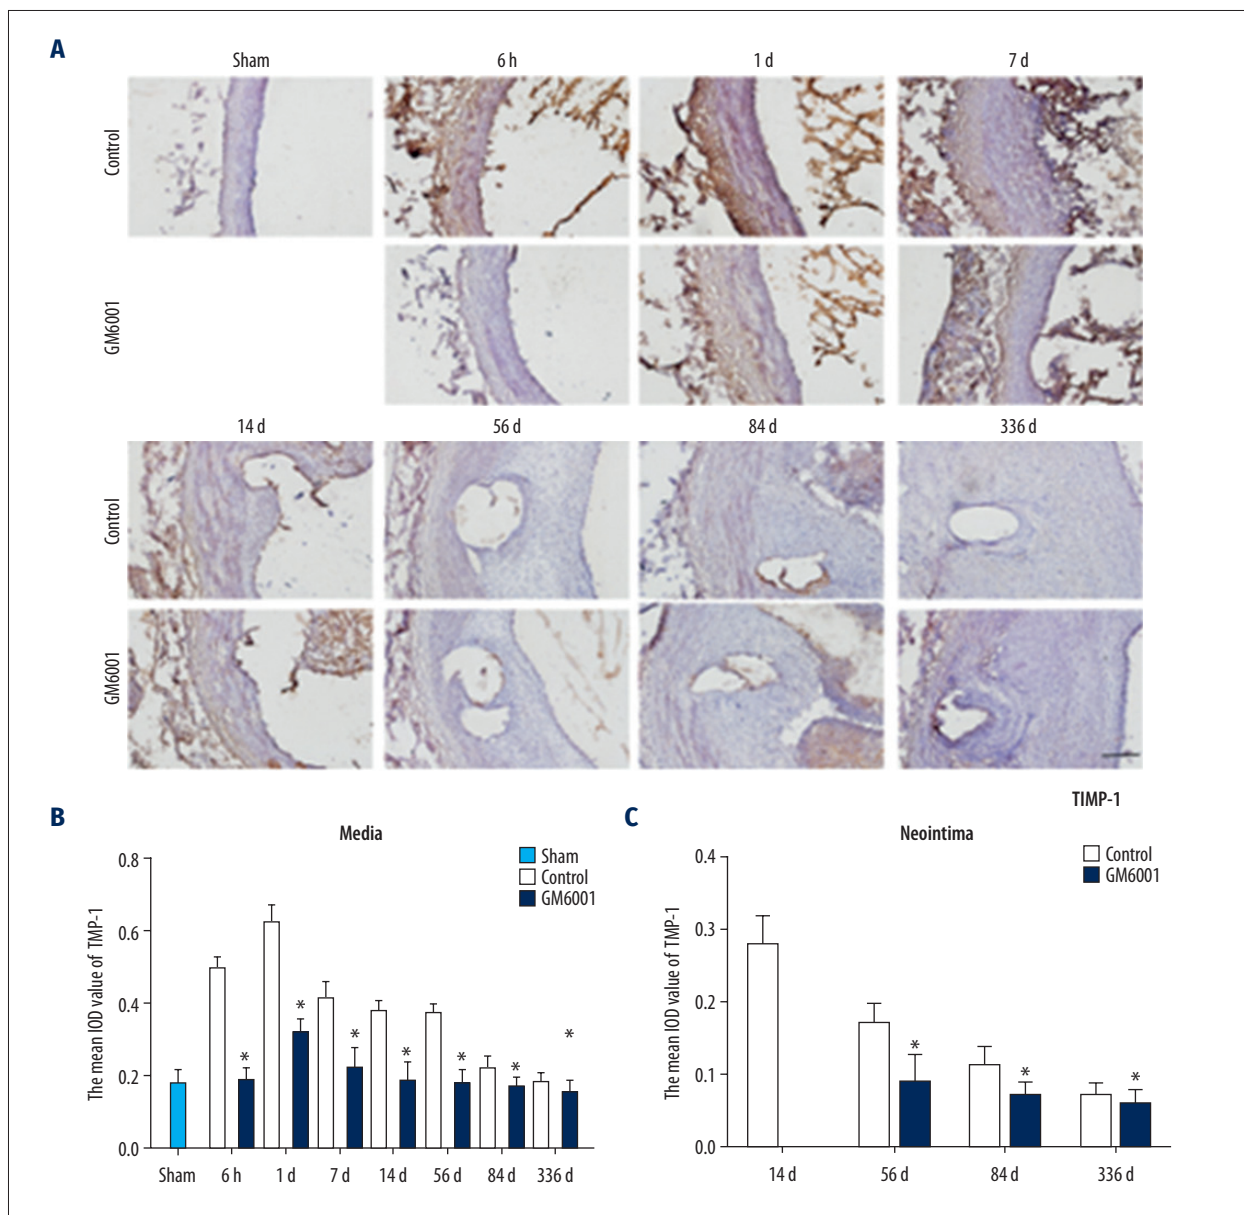 A
Sham 6 h 1 d 7 d
Control
GM6001
14 d 56 d 84 d 336 d
Control
GM6001
TIMP-1
B
Media
Sham
Control
GM6001
The mean IOD value of TMP-1
0.8
0.6
0.4
0.2
0.0
* * * * * * *
Sham 6 h 1 d 7 d 14 d 56 d 84 d 336 d
C
Neointima
Control
GM6001
The mean IOD value of TMP-1
0.4
0.3
0.2
0.1
0.0
* * *
14 d 56 d 84 d 336 d